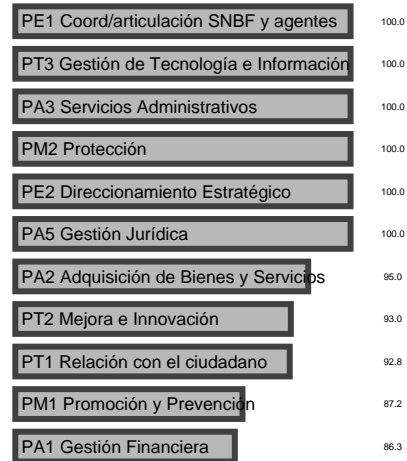 PE1 Coord/articulación SNBF y agentes 100.0
PT3 Gestión de Tecnología e Información 100.0
PA3 Servicios Administrativos 100.0
PM2 Protección 100.0
PE2 Direccionamiento Estratégico 100.0
PA5 Gestión Jurídica 100.0
PA2 Adquisición de Bienes y Servicios 95.0
PT2 Mejora e Innovación 93.0
PT1 Relación con el ciudadano 92.8
PM1 Promoción y Prevención 87.2
PA1 Gestión Financiera 86.3